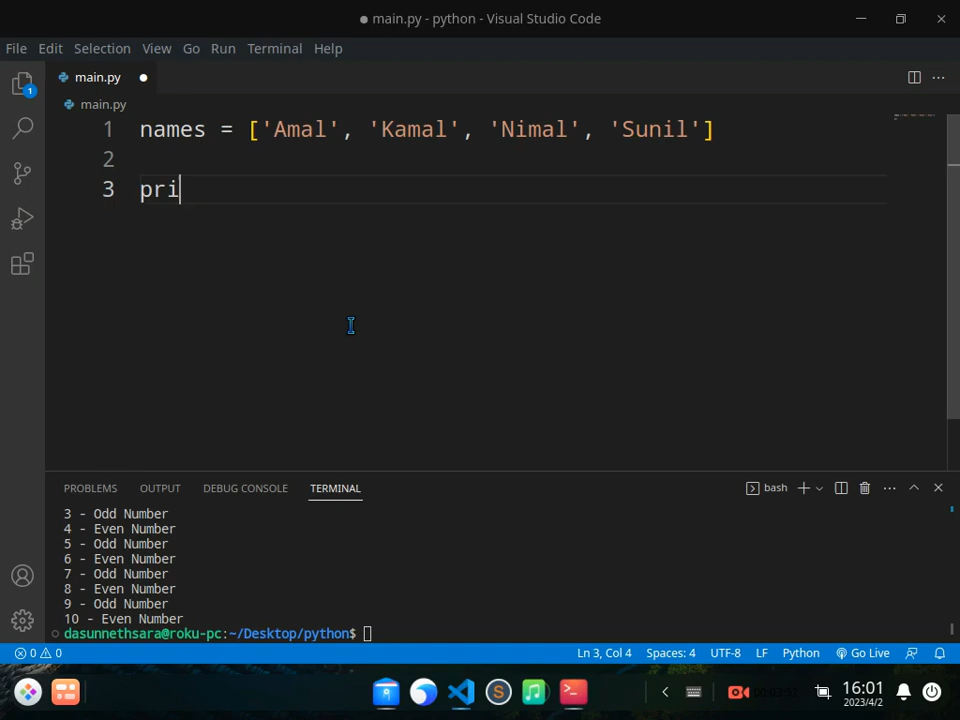 main.py - python - Visual Studio Code
File Edit Selection View Go Run Terminal Help
main.py
main.py
1 names = ['Amal', 'Kamal', 'Nimal', 'Sunil']
2
3 pri
PROBLEMS OUTPUT DEBUG CONSOLE TERMINAL bash
3 - Odd Number
4 - Even Number
5 - Odd Number
6 - Even Number
7 - Odd Number
8 - Even Number
9 - Odd Number
10 - Even Number
dasunnethsara@roku-pc:~/Desktop/python$
0 0 Ln 3, Col 4 Spaces: 4 UTF-8 LF Python Go Live
1
S
16:01
2023/4/2